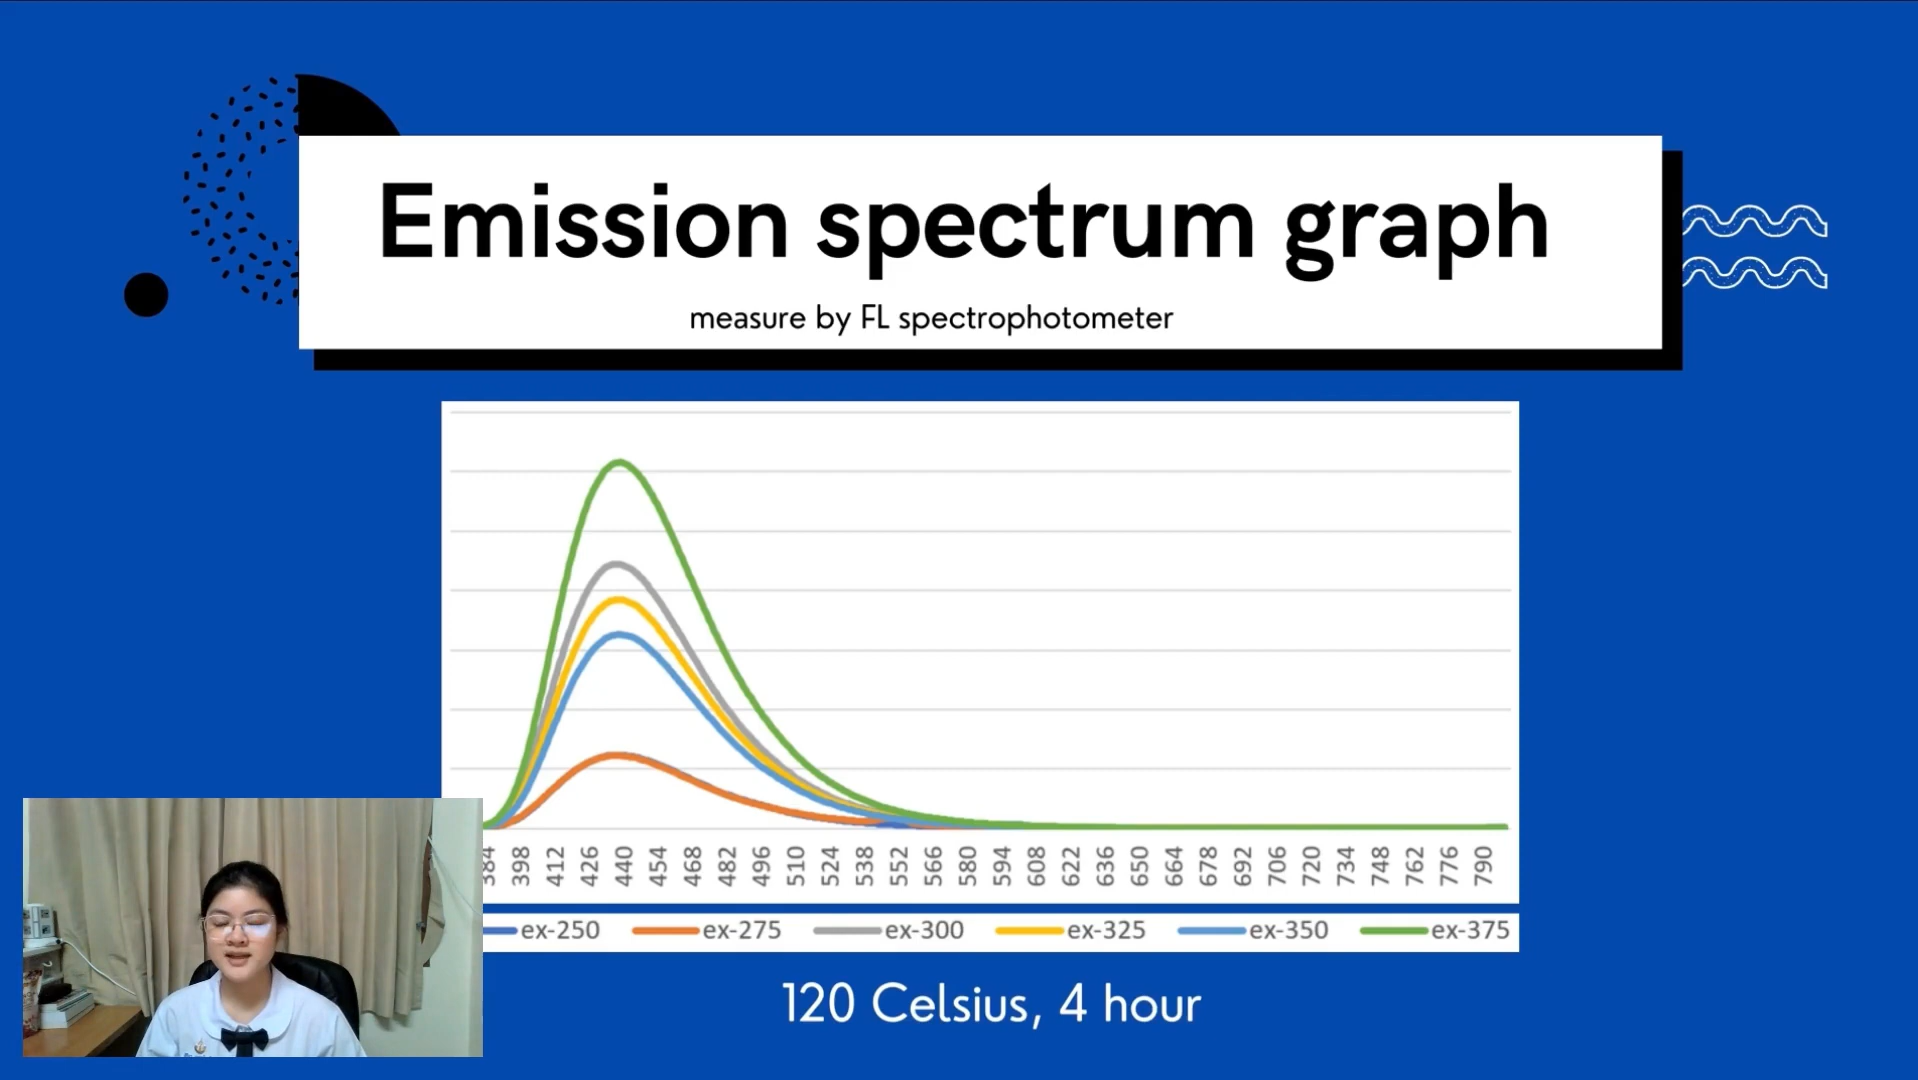 Emission spectrum graph
measure by FL spectrophotometer
398 412 426 440 454 468 482 496 510 524 538 552 566 580 594 608 622 636 650 664 678 692 706 720 734 748 762 776 790
ex-250 ex-275 ex-300 ex-325 ex-350 ex-375
120 Celsius, 4 hour